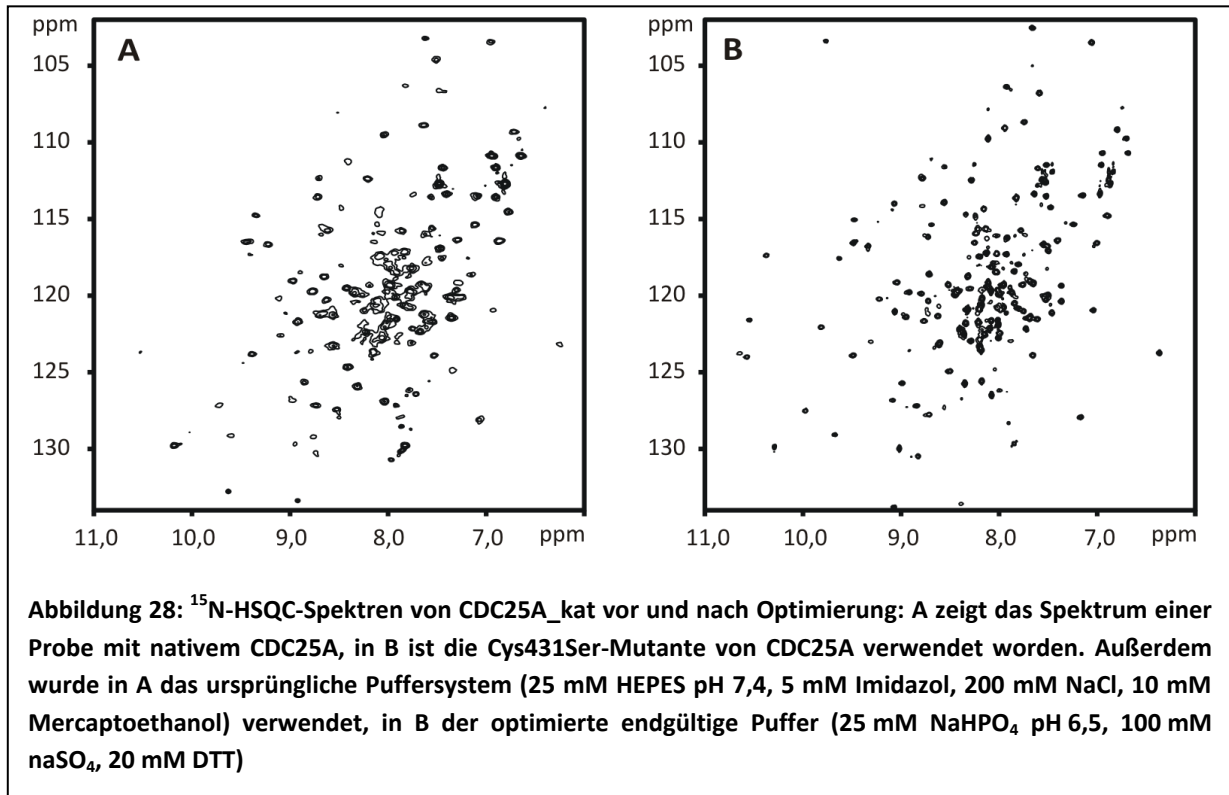 ppm
A
105
110
115
120
125
130
11,0 10,0 9,0 8,0 7,0 ppm
ppm
B
105
110
115
120
125
130
11,0 10,0 9,0 8,0 7,0 ppm
Abbildung 28: ¹⁵N-HSQC-Spektren von CDC25A_kat vor und nach Optimierung: A zeigt das Spektrum einer
Probe mit nativem CDC25A, in B ist die Cys431Ser-Mutante von CDC25A verwendet worden. Außerdem
wurde in A das ursprüngliche Puffersystem (25 mM HEPES pH 7,4, 5 mM Imidazol, 200 mM NaCl, 10 mM
Mercaptoethanol) verwendet, in B der optimierte endgültige Puffer (25 mM NaHPO₄ pH 6,5, 100 mM
naSO₄, 20 mM DTT)